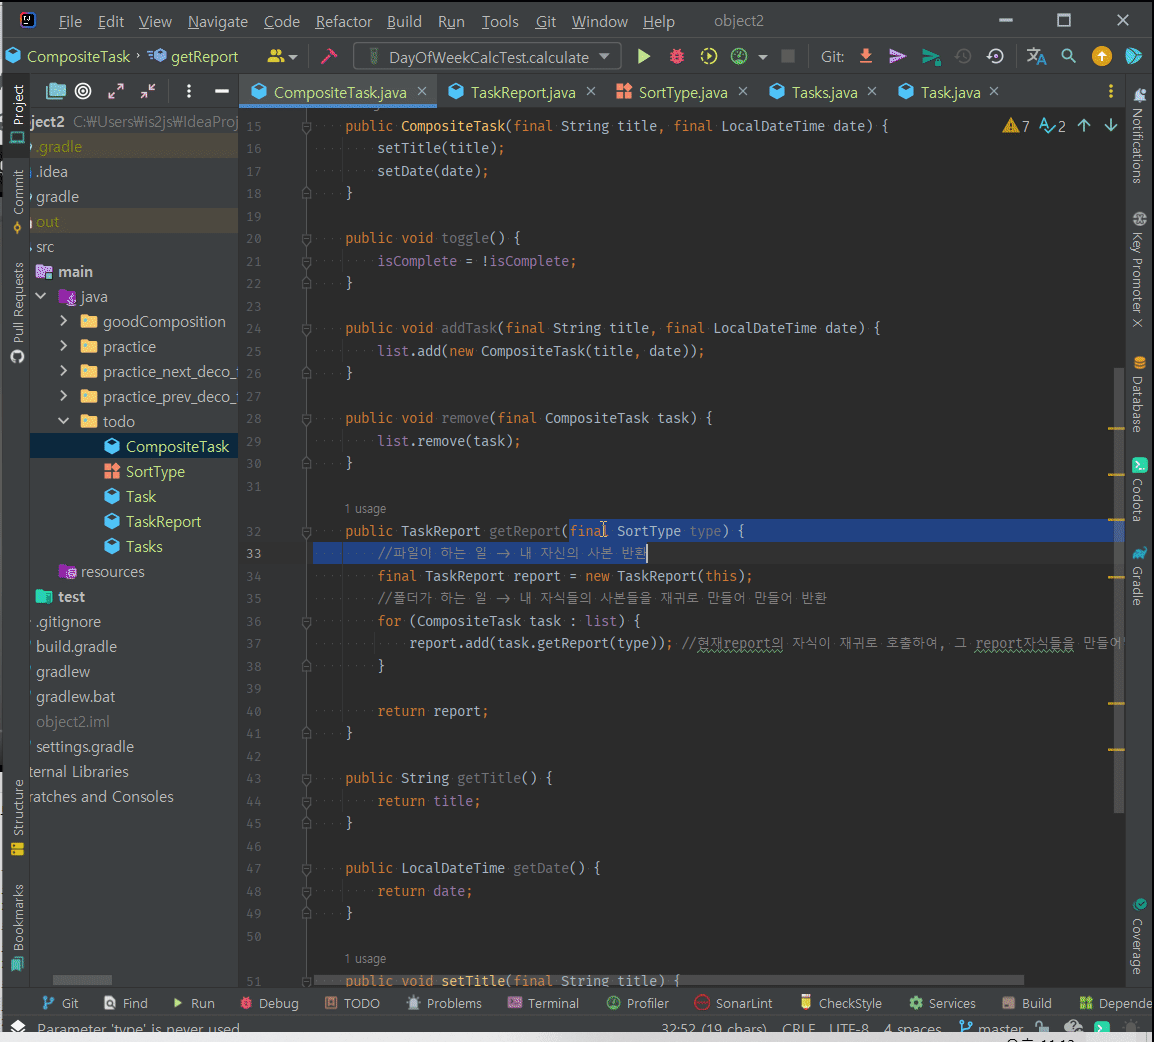 File Edit View Navigate Code Refactor Build Run Tools Git Window Help object2
CompositeTask › getReport DayOfWeekCalcTest.calculate Git:
CompositeTask.java TaskReport.java SortType.java Tasks.java Task.java
Project
Commit
Pull Requests
Structure
Bookmarks
ject2 C:₩Users₩is2js₩IdeaProj
.gradle
.idea
gradle
out
src
main
java
goodComposition
practice
practice_next_deco_
practice_prev_deco_
todo
CompositeTask
SortType
Task
TaskReport
Tasks
resources
test
.gitignore
build.gradle
gradlew
gradlew.bat
object2.iml
settings.gradle
ternal Libraries
ratches and Consoles
7 2
15 public CompositeTask(final String title, final LocalDateTime date) {
16 setTitle(title);
17 setDate(date);
18 }
19
20 public void toggle() {
21 isComplete = !isComplete;
22 }
23
24 public void addTask(final String title, final LocalDateTime date) {
25 list.add(new CompositeTask(title, date));
26 }
27
28 public void remove(final CompositeTask task) {
29 list.remove(task);
30 }
31
1 usage
32 public TaskReport getReport(final SortType type) {
33 //파일이 하는 일 -> 내 자신의 사본 반환
34 final TaskReport report = new TaskReport(this);
35 //폴더가 하는 일 -> 내 자식들의 사본들을 재귀로 만들어 만들어 반환
36 for (CompositeTask task : list) {
37 report.add(task.getReport(type)); //현재report의 자식이 재귀로 호출하여, 그 report자식들을 만들어
38 }
39
40 return report;
41 }
42
43 public String getTitle() {
44 return title;
45 }
46
47 public LocalDateTime getDate() {
48 return date;
49 }
50
1 usage
51 public void setTitle(final String title) {
Notifications
Key Promoter X
Database
Codota
Gradle
Coverage
Git Find Run Debug TODO Problems Terminal Profiler SonarLint CheckStyle Services Build Depende
Parameter 'type' is never used 32:52 (19 chars) CRLF UTF-8 4 spaces master